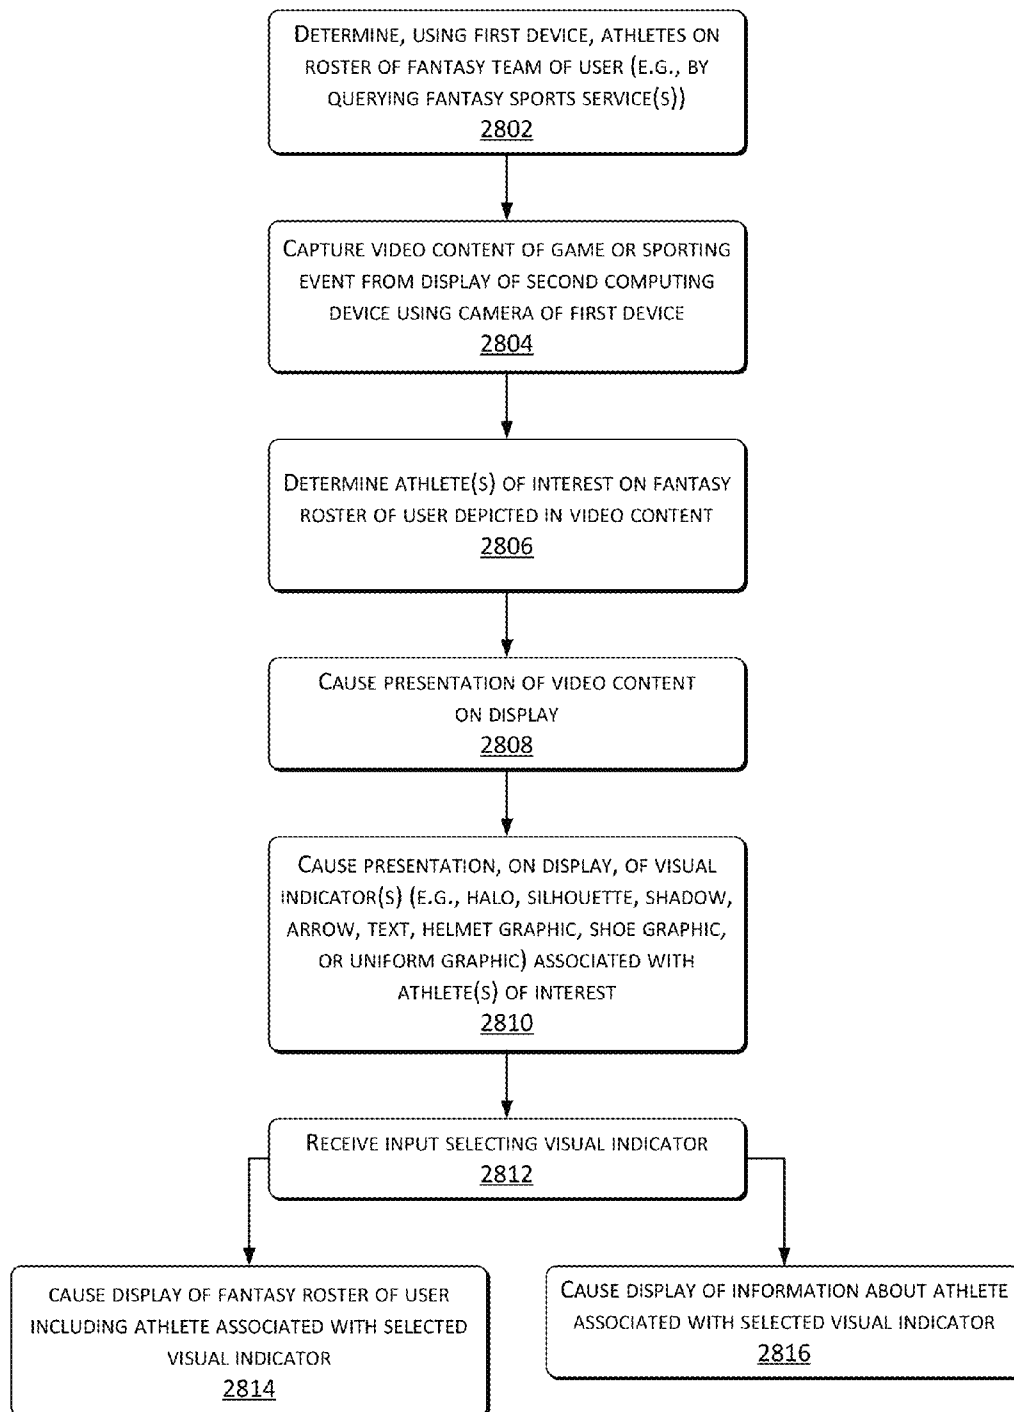 DETERMINE, USING FIRST DEVICE, ATHLETES ON
ROSTER OF FANTASY TEAM OF USER (E.G., BY
QUERYING FANTASY SPORTS SERVICE(S))
2802
CAPTURE VIDEO CONTENT OF GAME OR SPORTING
EVENT FROM DISPLAY OF SECOND COMPUTING
DEVICE USING CAMERA OF FIRST DEVICE
2804
DETERMINE ATHLETE(S) OF INTEREST ON FANTASY
ROSTER OF USER DEPICTED IN VIDEO CONTENT
2806
CAUSE PRESENTATION OF VIDEO CONTENT
ON DISPLAY
2808
CAUSE PRESENTATION, ON DISPLAY, OF VISUAL
INDICATOR(S) (E.G., HALO, SILHOUETTE, SHADOW,
ARROW, TEXT, HELMET GRAPHIC, SHOE GRAPHIC,
OR UNIFORM GRAPHIC) ASSOCIATED WITH
ATHLETE(S) OF INTEREST
2810
RECEIVE INPUT SELECTING VISUAL INDICATOR
2812
CAUSE DISPLAY OF FANTASY ROSTER OF USER
INCLUDING ATHLETE ASSOCIATED WITH SELECTED
VISUAL INDICATOR
2814
CAUSE DISPLAY OF INFORMATION ABOUT ATHLETE
ASSOCIATED WITH SELECTED VISUAL INDICATOR
2816